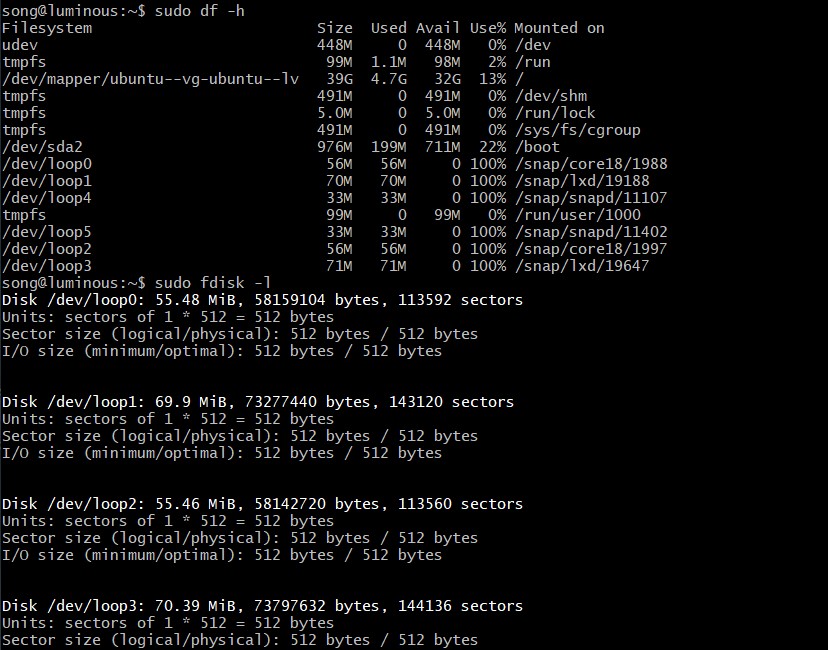 song@luminous:~$ sudo df -h
Filesystem                         Size  Used Avail Use% Mounted on
udev                               448M     0  448M   0% /dev
tmpfs                               99M  1.1M   98M   2% /run
/dev/mapper/ubuntu--vg-ubuntu--lv   39G  4.7G   32G  13% /
tmpfs                              491M     0  491M   0% /dev/shm
tmpfs                              5.0M     0  5.0M   0% /run/lock
tmpfs                              491M     0  491M   0% /sys/fs/cgroup
/dev/sda2                          976M  199M  711M  22% /boot
/dev/loop0                          56M   56M     0 100% /snap/core18/1988
/dev/loop1                          70M   70M     0 100% /snap/lxd/19188
/dev/loop4                          33M   33M     0 100% /snap/snapd/11107
tmpfs                               99M     0   99M   0% /run/user/1000
/dev/loop5                          33M   33M     0 100% /snap/snapd/11402
/dev/loop2                          56M   56M     0 100% /snap/core18/1997
/dev/loop3                          71M   71M     0 100% /snap/lxd/19647
song@luminous:~$ sudo fdisk -l
Disk /dev/loop0: 55.48 MiB, 58159104 bytes, 113592 sectors
Units: sectors of 1 * 512 = 512 bytes
Sector size (logical/physical): 512 bytes / 512 bytes
I/O size (minimum/optimal): 512 bytes / 512 bytes
Disk /dev/loop1: 69.9 MiB, 73277440 bytes, 143120 sectors
Units: sectors of 1 * 512 = 512 bytes
Sector size (logical/physical): 512 bytes / 512 bytes
I/O size (minimum/optimal): 512 bytes / 512 bytes
Disk /dev/loop2: 55.46 MiB, 58142720 bytes, 113560 sectors
Units: sectors of 1 * 512 = 512 bytes
Sector size (logical/physical): 512 bytes / 512 bytes
I/O size (minimum/optimal): 512 bytes / 512 bytes
Disk /dev/loop3: 70.39 MiB, 73797632 bytes, 144136 sectors
Units: sectors of 1 * 512 = 512 bytes
Sector size (logical/physical): 512 bytes / 512 bytes